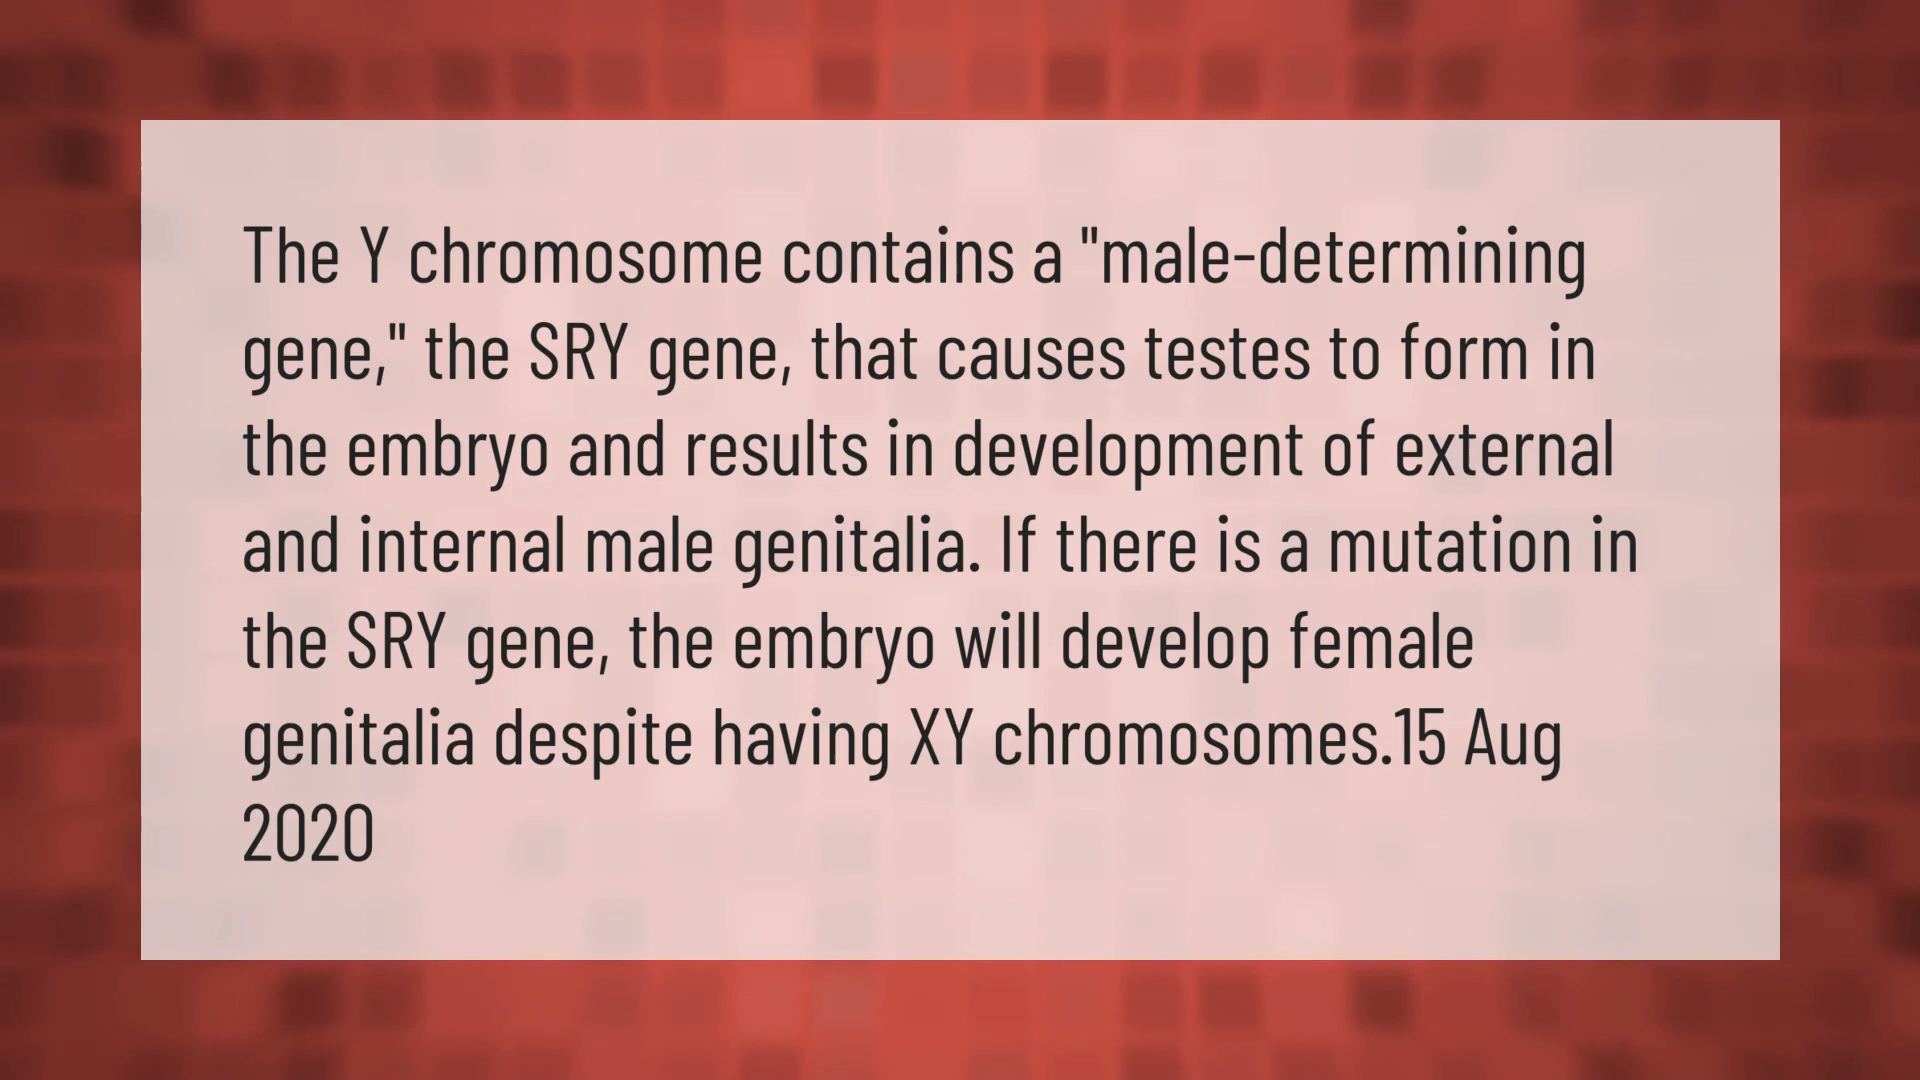 The Y chromosome contains a "male-determining
gene," the SRY gene, that causes testes to form in
the embryo and results in development of external
and internal male genitalia. If there is a mutation in
the SRY gene, the embryo will develop female
genitalia despite having XY chromosomes.15 Aug
2020